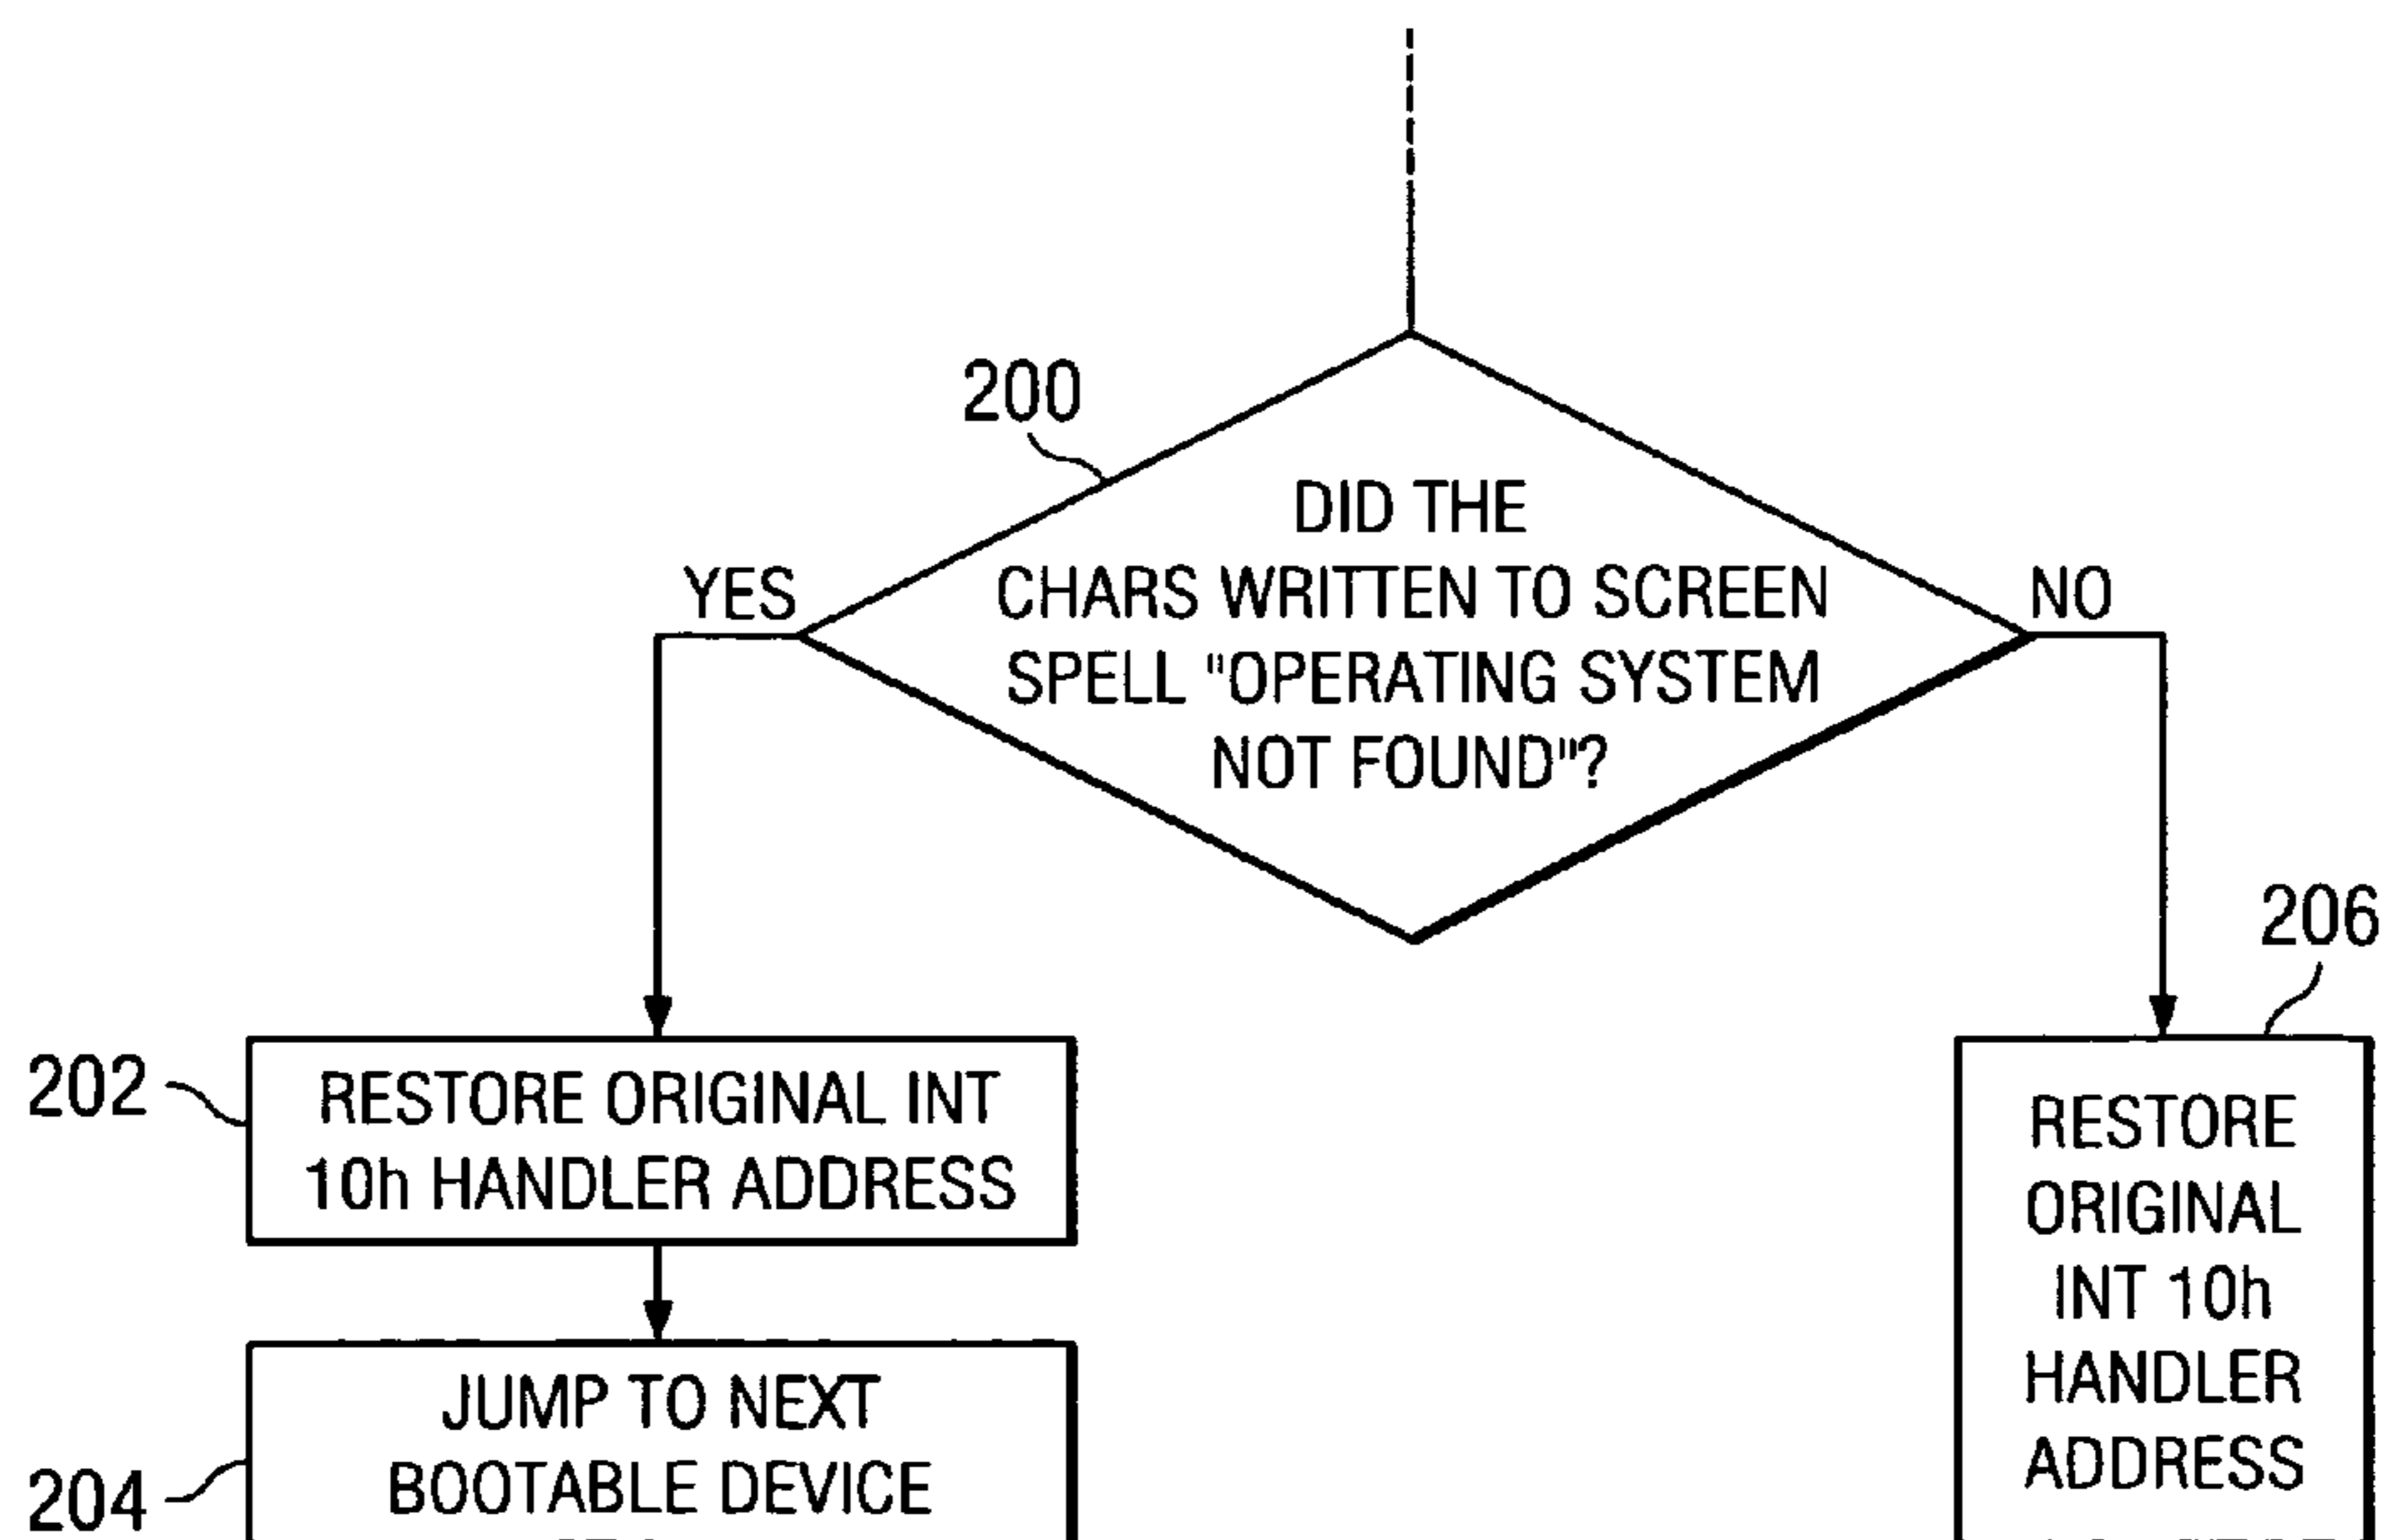 200
DID THE
CHARS WRITTEN TO SCREEN
SPELL "OPERATING SYSTEM
NOT FOUND"?
YES
NO
202
RESTORE ORIGINAL INT
10h HANDLER ADDRESS
204
JUMP TO NEXT
BOOTABLE DEVICE
206
RESTORE
ORIGINAL
INT 10h
HANDLER
ADDRESS